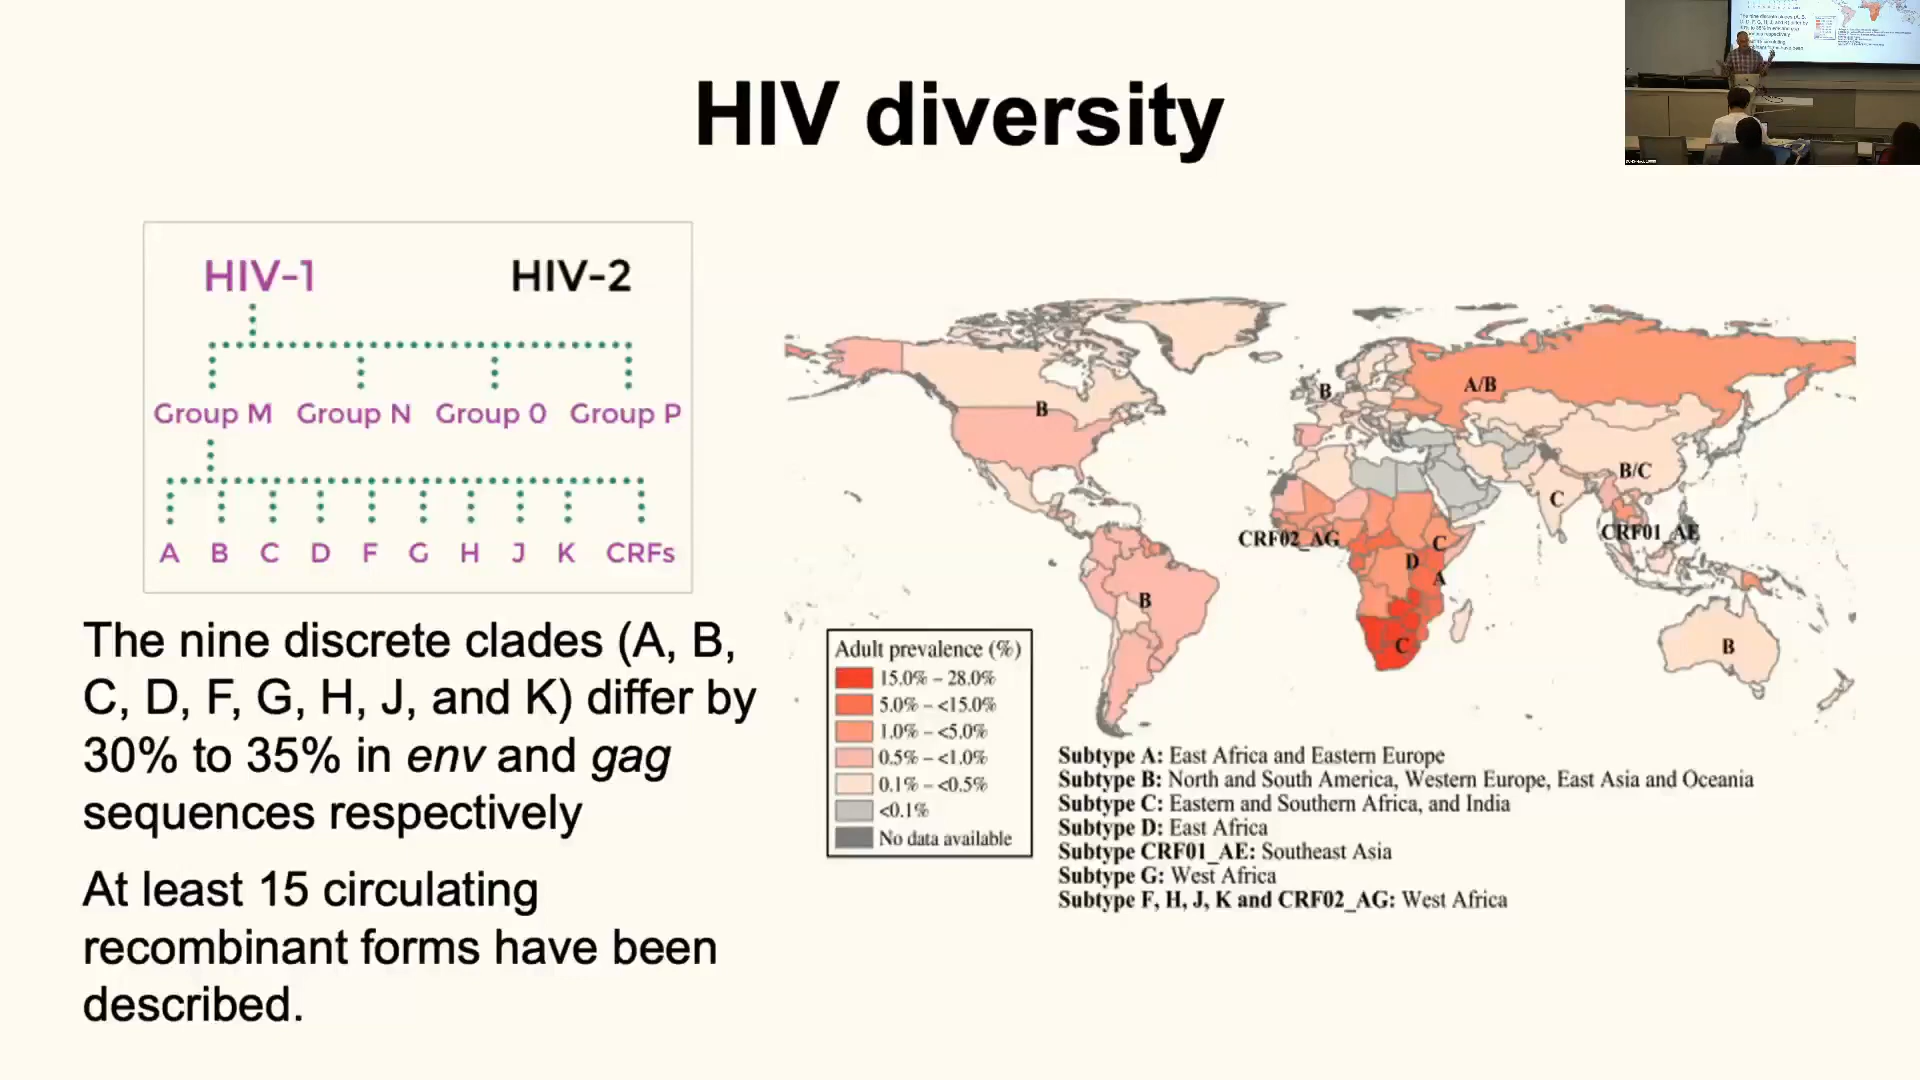 HIV diversity
HIV-1 HIV-2
Group M Group N Group O Group P
A B C D F G H J K CRFs
The nine discrete clades (A, B,
C, D, F, G, H, J, and K) differ by
30% to 35% in env and gag
sequences respectively
At least 15 circulating
recombinant forms have been
described.
B
B
A/B
B/C
C
CRF01_AE
CRF02_AG
C
D
A
B
C
B
Adult prevalence (%)
15.0% – 28.0%
5.0% – <15.0%
1.0% – <5.0%
0.5% – <1.0%
0.1% – <0.5%
<0.1%
No data available
Subtype A: East Africa and Eastern Europe
Subtype B: North and South America, Western Europe, East Asia and Oceania
Subtype C: Eastern and Southern Africa, and India
Subtype D: East Africa
Subtype CRF01_AE: Southeast Asia
Subtype G: West Africa
Subtype F, H, J, K and CRF02_AG: West Africa